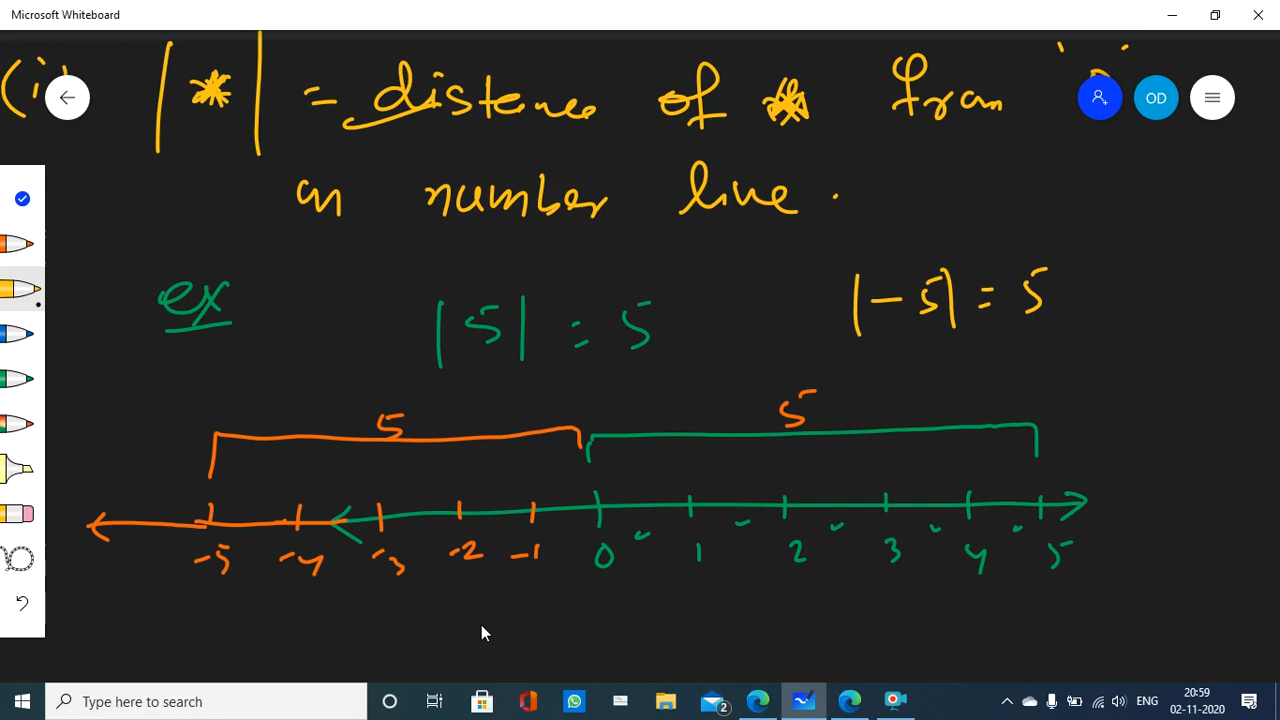 Microsoft Whiteboard
OD
| * | = distance of * from
on number line.
ex
|5| = 5
|-5| = 5
5
5
-5 -4 -3 -2 -1 0 1 2 3 4 5
Type here to search
2
ENG
20:59
02-11-2020